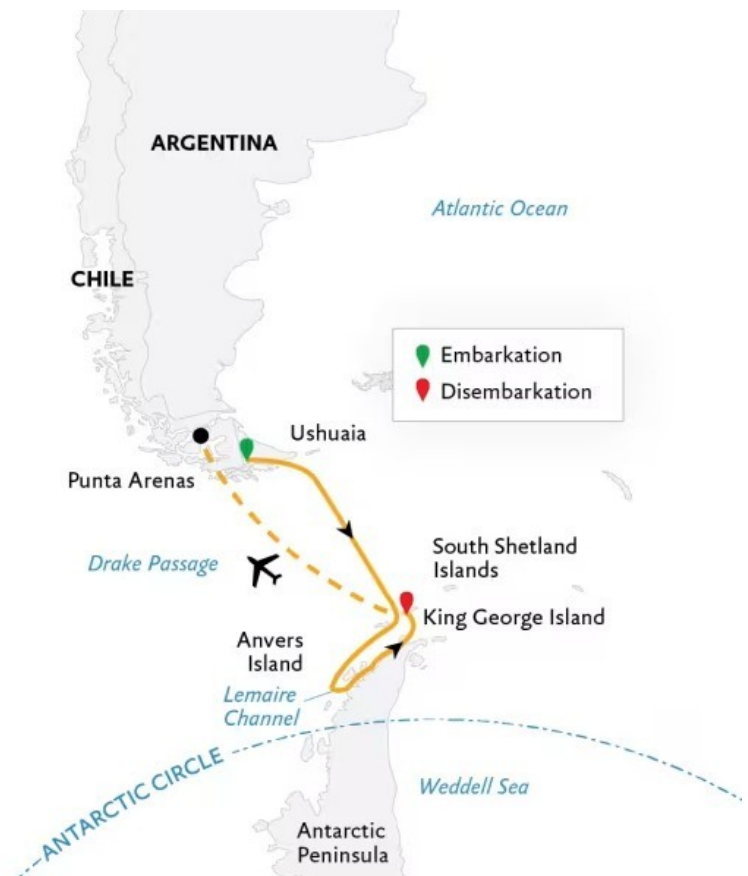 ARGENTINA
Atlantic Ocean
CHILE
Embarkation
Disembarkation
Ushuaia
Punta Arenas
Drake Passage
South Shetland
Islands
King George Island
Anvers
Island
Lemaire
Channel
ANTARCTIC CIRCLE
Weddell Sea
Antarctic
Peninsula